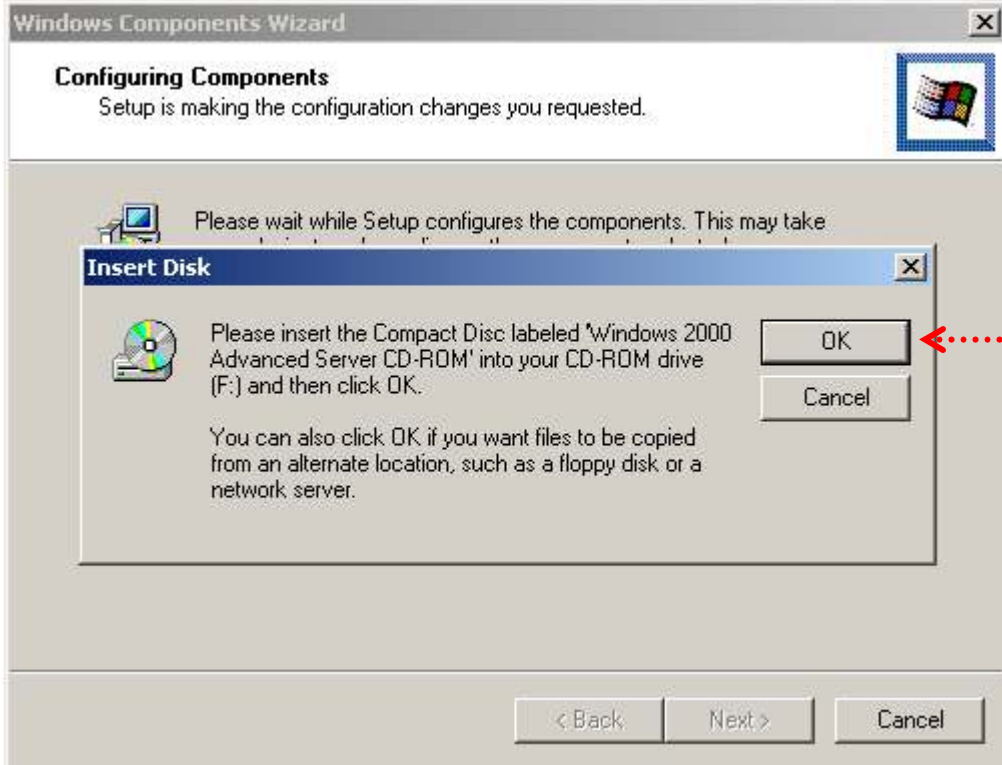 Windows Components Wizard
Configuring Components
Setup is making the configuration changes you requested.
Please wait while Setup configures the components. This may take
Insert Disk
Please insert the Compact Disc labeled 'Windows 2000
Advanced Server CD-ROM' into your CD-ROM drive
(F:) and then click OK.
You can also click OK if you want files to be copied
from an alternate location, such as a floppy disk or a
network server.
OK
Cancel
< Back
Next >
Cancel